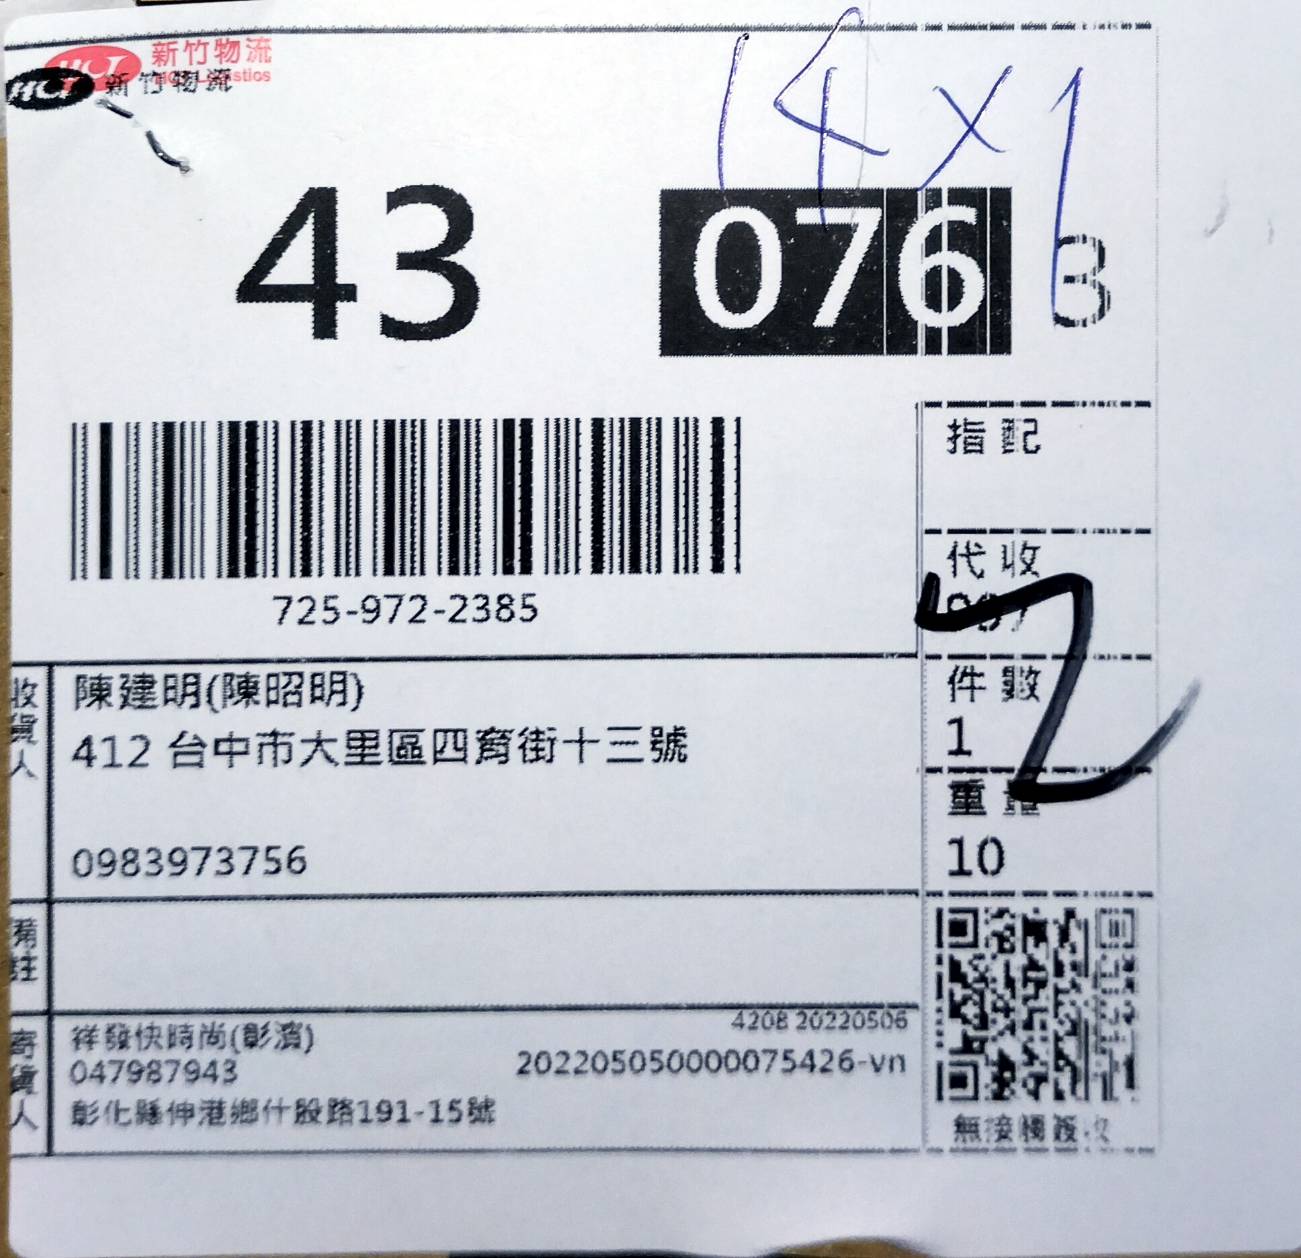 新竹物流
HCT Logistics
HCT 新竹物流
14 x 1
43 076 3
指配
代收
725-972-2385
2
件數
1
重量
10
收貨人
陳建明(陳昭明)
412 台中市大里區四育街十三號
0983973756
備註
寄貨人
祥發快時尚(彰濱)
4208 20220506
047987943
202205050000075426-vn
彰化縣伸港鄉什股路191-15號
無接觸簽收